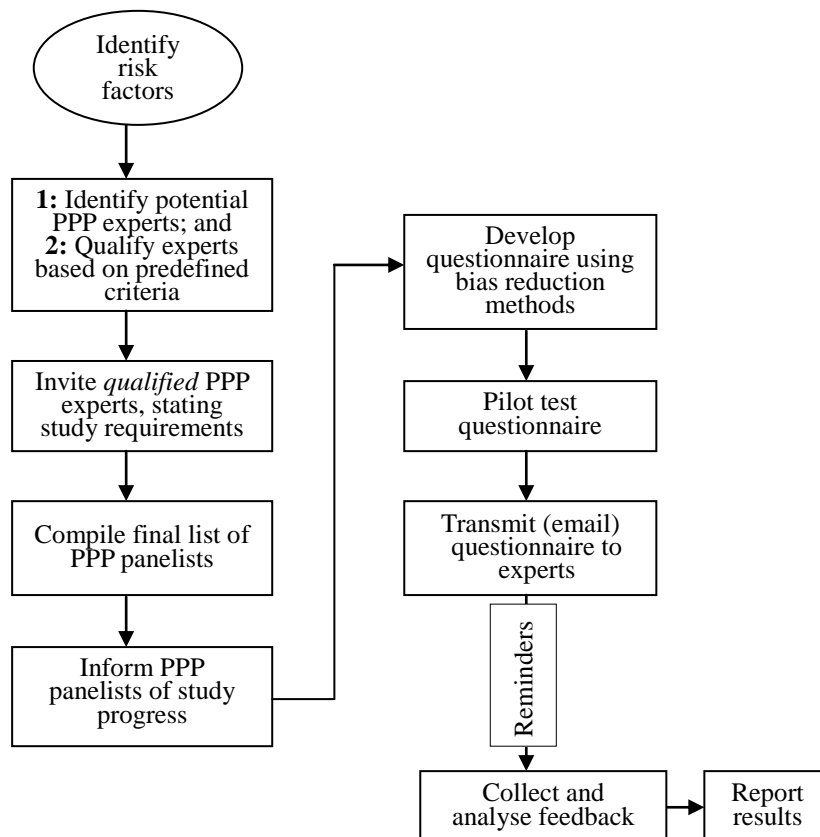 Identify
risk
factors
1: Identify potential
PPP experts; and
2: Qualify experts
based on predefined
criteria
Invite qualified PPP
experts, stating
study requirements
Compile final list of
PPP panelists
Inform PPP
panelists of study
progress
Develop
questionnaire using
bias reduction
methods
Pilot test
questionnaire
Transmit (email)
questionnaire to
experts
Reminders
Collect and
analyse feedback
Report
results